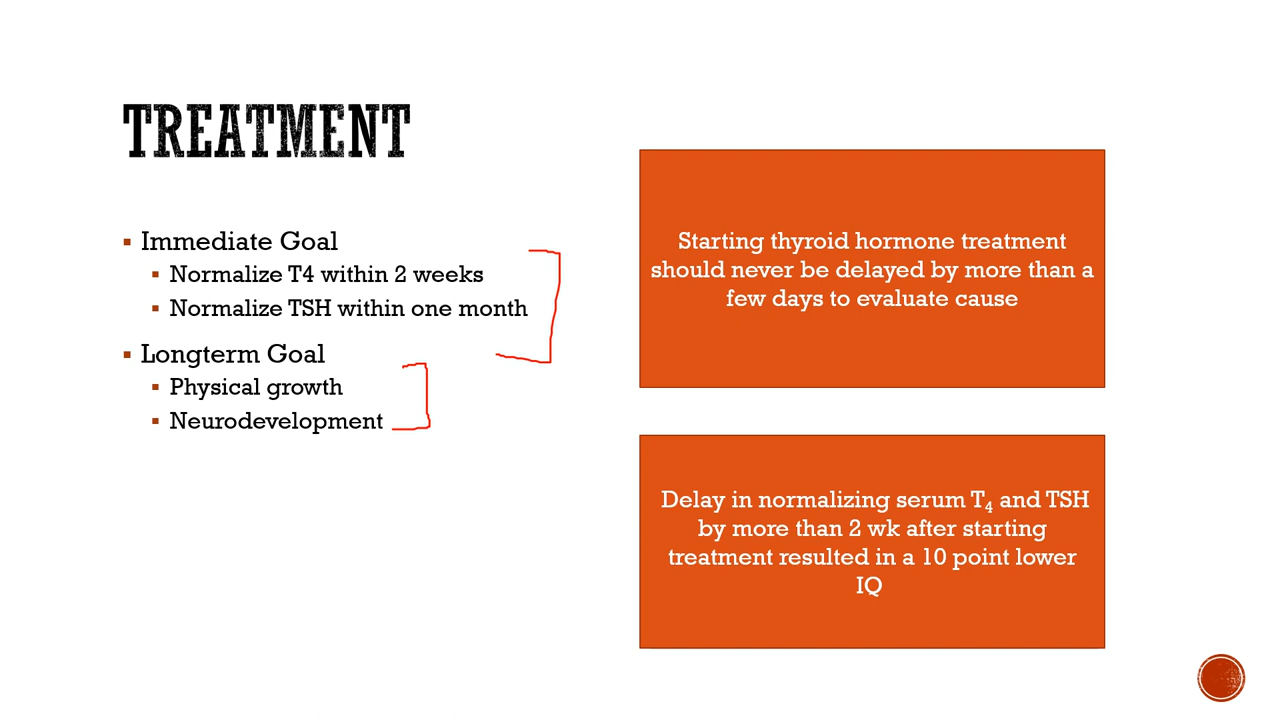 TREATMENT
Immediate Goal
Normalize T4 within 2 weeks
Normalize TSH within one month
Longterm Goal
Physical growth
Neurodevelopment
Starting thyroid hormone treatment
should never be delayed by more than a
few days to evaluate cause
Delay in normalizing serum T₄ and TSH
by more than 2 wk after starting
treatment resulted in a 10 point lower
IQ